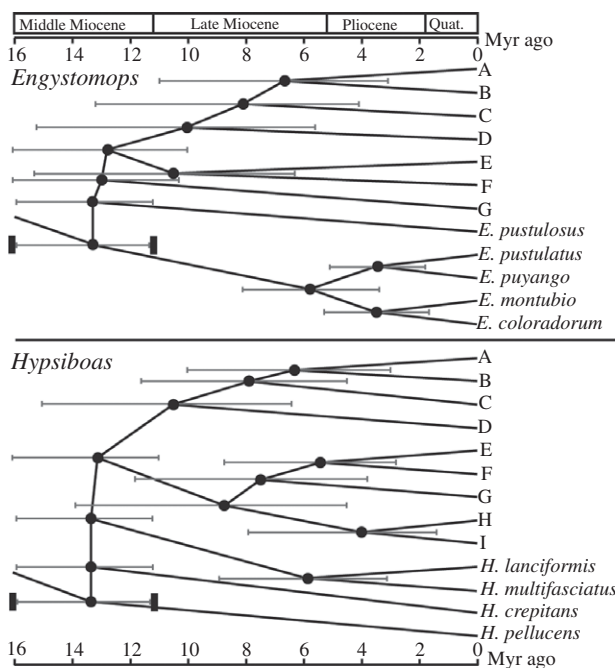 Middle Miocene Late Miocene Pliocene Quat.
16 14 12 10 8 6 4 2 0 Myr ago
Engystomops
A
B
C
D
E
F
G
E. pustulosus
E. pustulatus
E. puyango
E. montubio
E. coloradorum
Hypsiboas
A
B
C
D
E
F
G
H
I
H. lanciformis
H. multifasciatus
H. crepitans
H. pellucens
16 14 12 10 8 6 4 2 0 Myr ago